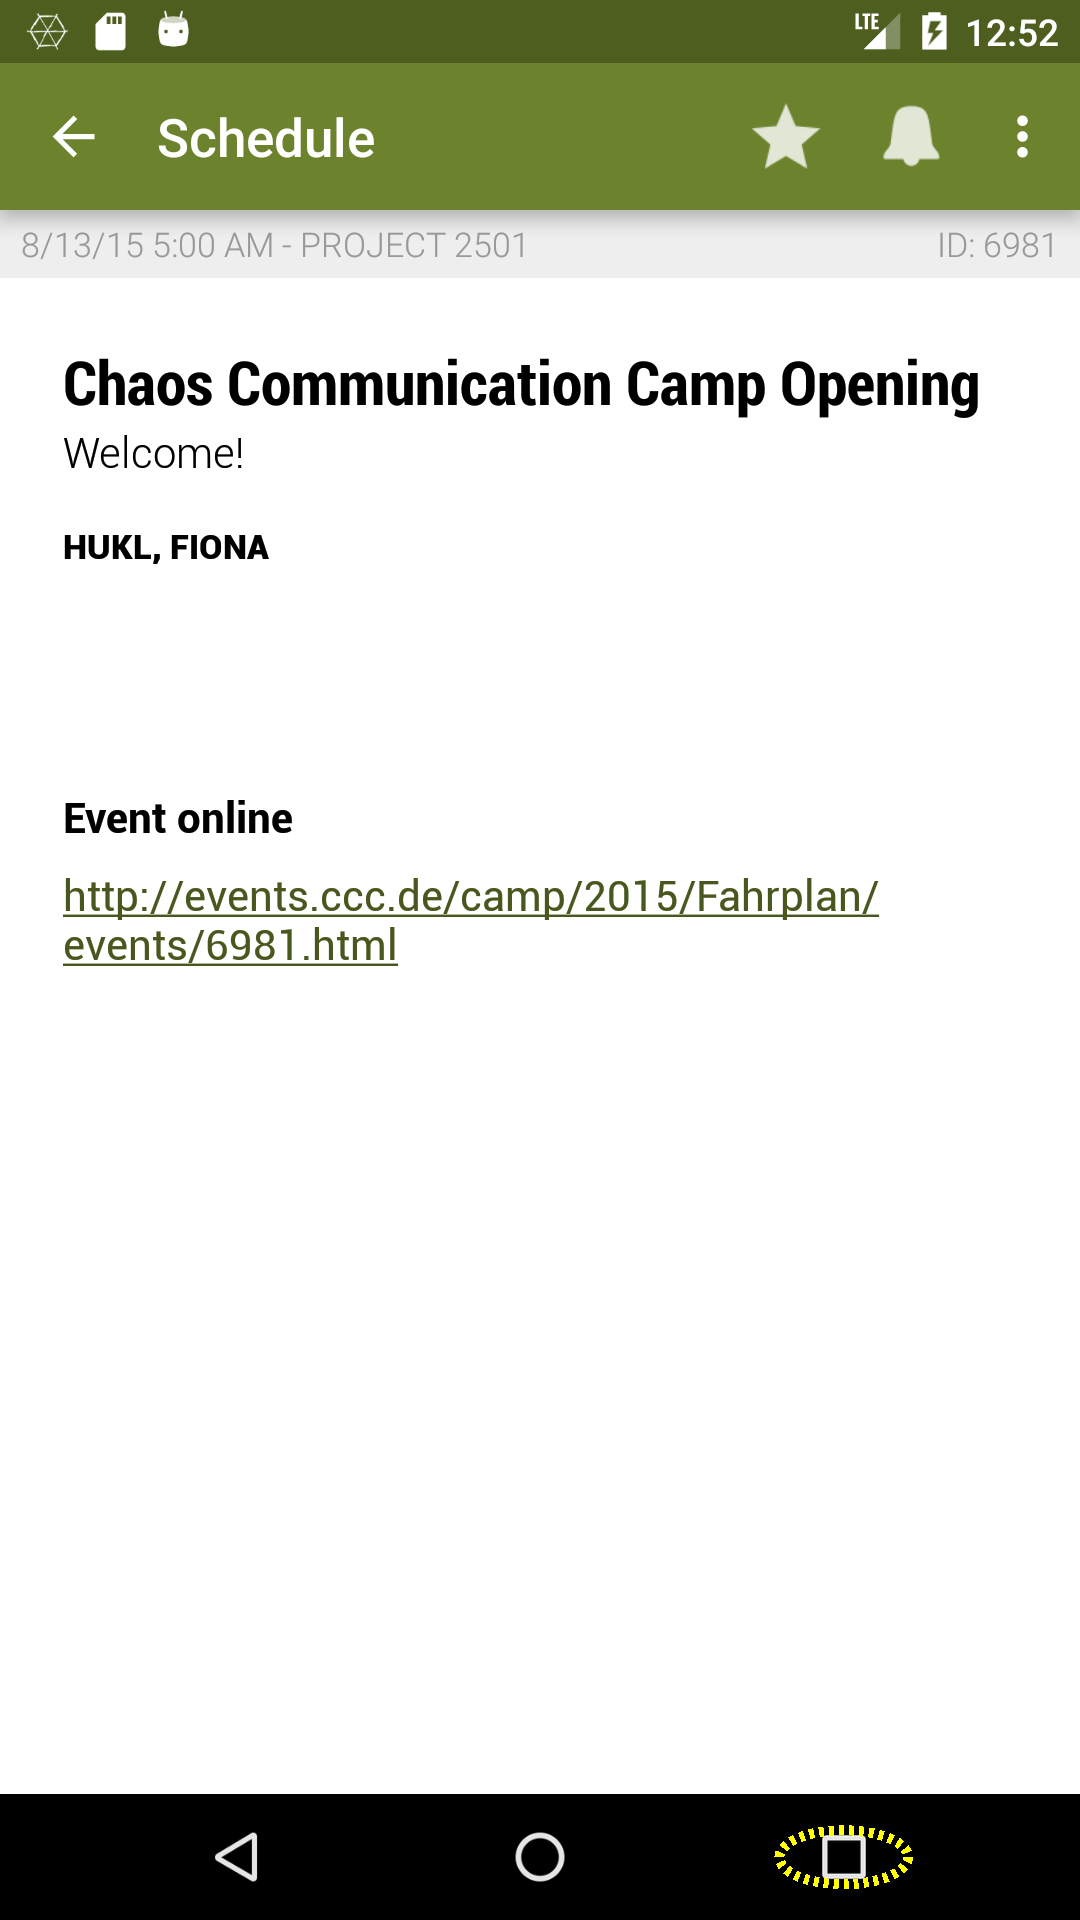 LTE 12:52
Schedule
8/13/15 5:00 AM - PROJECT 2501 ID: 6981
Chaos Communication Camp Opening
Welcome!
HUKL, FIONA
Event online
http://events.ccc.de/camp/2015/Fahrplan/
events/6981.html